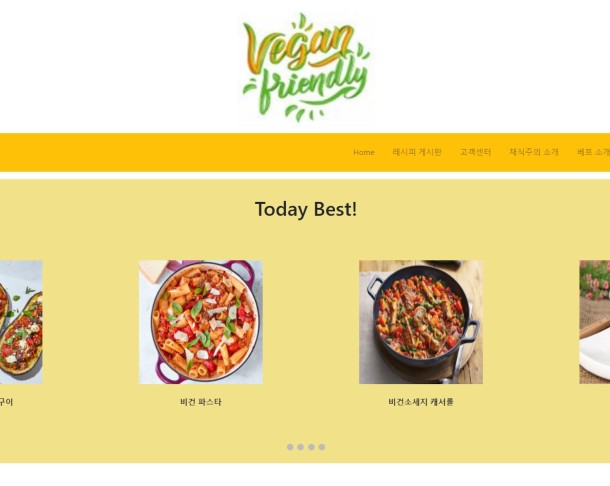 Vegan
friendly
Home 레시피 게시판 고객센터 채식주의 소개 베프 소개
Today Best!
구이 비건 파스타 비건소세지 캐서롤